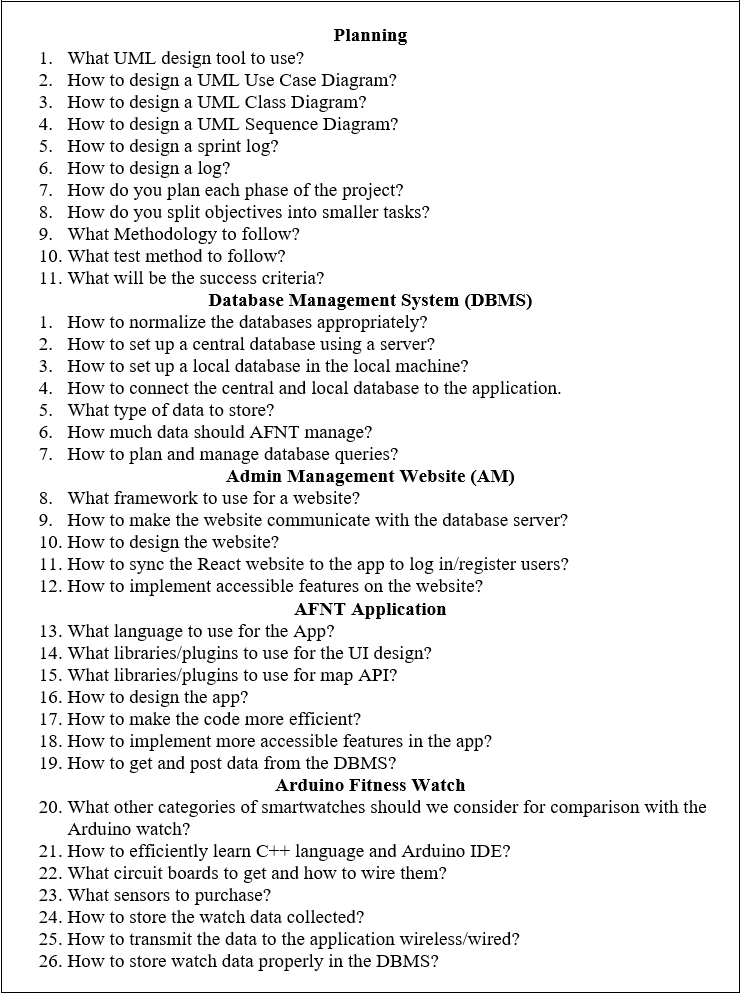 Planning
1. What UML design tool to use?
2. How to design a UML Use Case Diagram?
3. How to design a UML Class Diagram?
4. How to design a UML Sequence Diagram?
5. How to design a sprint log?
6. How to design a log?
7. How do you plan each phase of the project?
8. How do you split objectives into smaller tasks?
9. What Methodology to follow?
10. What test method to follow?
11. What will be the success criteria?
Database Management System (DBMS)
1. How to normalize the databases appropriately?
2. How to set up a central database using a server?
3. How to set up a local database in the local machine?
4. How to connect the central and local database to the application.
5. What type of data to store?
6. How much data should AFNT manage?
7. How to plan and manage database queries?
Admin Management Website (AM)
8. What framework to use for a website?
9. How to make the website communicate with the database server?
10. How to design the website?
11. How to sync the React website to the app to log in/register users?
12. How to implement accessible features on the website?
AFNT Application
13. What language to use for the App?
14. What libraries/plugins to use for the UI design?
15. What libraries/plugins to use for map API?
16. How to design the app?
17. How to make the code more efficient?
18. How to implement more accessible features in the app?
19. How to get and post data from the DBMS?
Arduino Fitness Watch
20. What other categories of smartwatches should we consider for comparison with the
Arduino watch?
21. How to efficiently learn C++ language and Arduino IDE?
22. What circuit boards to get and how to wire them?
23. What sensors to purchase?
24. How to store the watch data collected?
25. How to transmit the data to the application wireless/wired?
26. How to store watch data properly in the DBMS?